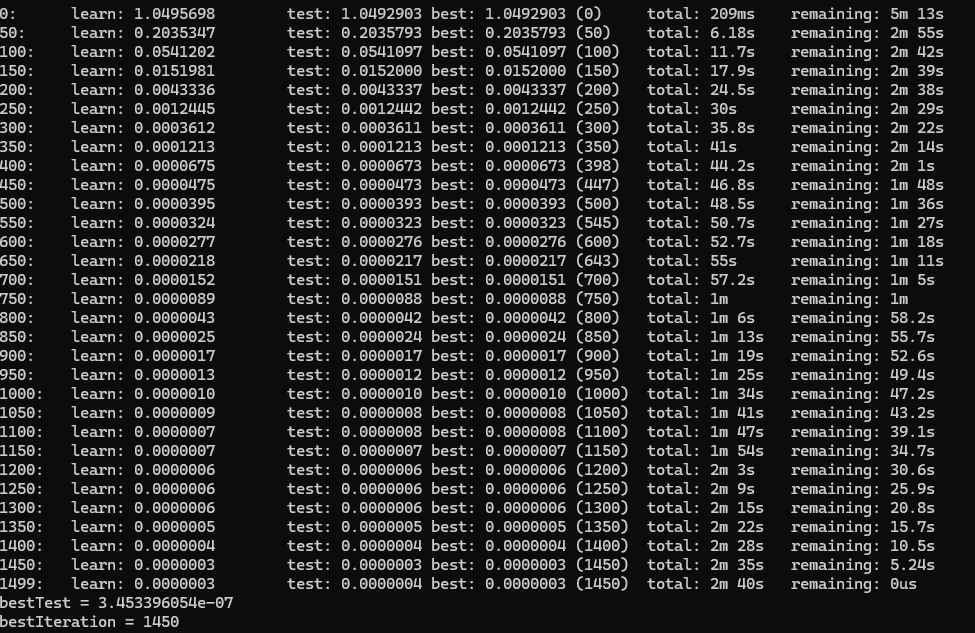 0: learn: 1.0495698 test: 1.0492903 best: 1.0492903 (0) total: 209ms remaining: 5m 13s
50: learn: 0.2035347 test: 0.2035793 best: 0.2035793 (50) total: 6.18s remaining: 2m 55s
100: learn: 0.0541202 test: 0.0541097 best: 0.0541097 (100) total: 11.7s remaining: 2m 42s
150: learn: 0.0151981 test: 0.0152000 best: 0.0152000 (150) total: 17.9s remaining: 2m 39s
200: learn: 0.0043336 test: 0.0043337 best: 0.0043337 (200) total: 24.5s remaining: 2m 38s
250: learn: 0.0012445 test: 0.0012442 best: 0.0012442 (250) total: 30s remaining: 2m 29s
300: learn: 0.0003612 test: 0.0003611 best: 0.0003611 (300) total: 35.8s remaining: 2m 22s
350: learn: 0.0001213 test: 0.0001213 best: 0.0001213 (350) total: 41s remaining: 2m 14s
400: learn: 0.0000675 test: 0.0000673 best: 0.0000673 (398) total: 44.2s remaining: 2m 1s
450: learn: 0.0000475 test: 0.0000473 best: 0.0000473 (447) total: 46.8s remaining: 1m 48s
500: learn: 0.0000395 test: 0.0000393 best: 0.0000393 (500) total: 48.5s remaining: 1m 36s
550: learn: 0.0000324 test: 0.0000323 best: 0.0000323 (545) total: 50.7s remaining: 1m 27s
600: learn: 0.0000277 test: 0.0000276 best: 0.0000276 (600) total: 52.7s remaining: 1m 18s
650: learn: 0.0000218 test: 0.0000217 best: 0.0000217 (643) total: 55s remaining: 1m 11s
700: learn: 0.0000152 test: 0.0000151 best: 0.0000151 (700) total: 57.2s remaining: 1m 5s
750: learn: 0.0000089 test: 0.0000088 best: 0.0000088 (750) total: 1m remaining: 1m
800: learn: 0.0000043 test: 0.0000042 best: 0.0000042 (800) total: 1m 6s remaining: 58.2s
850: learn: 0.0000025 test: 0.0000024 best: 0.0000024 (850) total: 1m 13s remaining: 55.7s
900: learn: 0.0000017 test: 0.0000017 best: 0.0000017 (900) total: 1m 19s remaining: 52.6s
950: learn: 0.0000013 test: 0.0000012 best: 0.0000012 (950) total: 1m 25s remaining: 49.4s
1000: learn: 0.0000010 test: 0.0000010 best: 0.0000010 (1000) total: 1m 34s remaining: 47.2s
1050: learn: 0.0000009 test: 0.0000008 best: 0.0000008 (1050) total: 1m 41s remaining: 43.2s
1100: learn: 0.0000007 test: 0.0000008 best: 0.0000008 (1100) total: 1m 47s remaining: 39.1s
1150: learn: 0.0000007 test: 0.0000007 best: 0.0000007 (1150) total: 1m 54s remaining: 34.7s
1200: learn: 0.0000006 test: 0.0000006 best: 0.0000006 (1200) total: 2m 3s remaining: 30.6s
1250: learn: 0.0000006 test: 0.0000006 best: 0.0000006 (1250) total: 2m 9s remaining: 25.9s
1300: learn: 0.0000006 test: 0.0000006 best: 0.0000006 (1300) total: 2m 15s remaining: 20.8s
1350: learn: 0.0000005 test: 0.0000005 best: 0.0000005 (1350) total: 2m 22s remaining: 15.7s
1400: learn: 0.0000004 test: 0.0000004 best: 0.0000004 (1400) total: 2m 28s remaining: 10.5s
1450: learn: 0.0000003 test: 0.0000003 best: 0.0000003 (1450) total: 2m 35s remaining: 5.24s
1499: learn: 0.0000003 test: 0.0000004 best: 0.0000003 (1450) total: 2m 40s remaining: 0us
bestTest = 3.453396054e-07
bestIteration = 1450